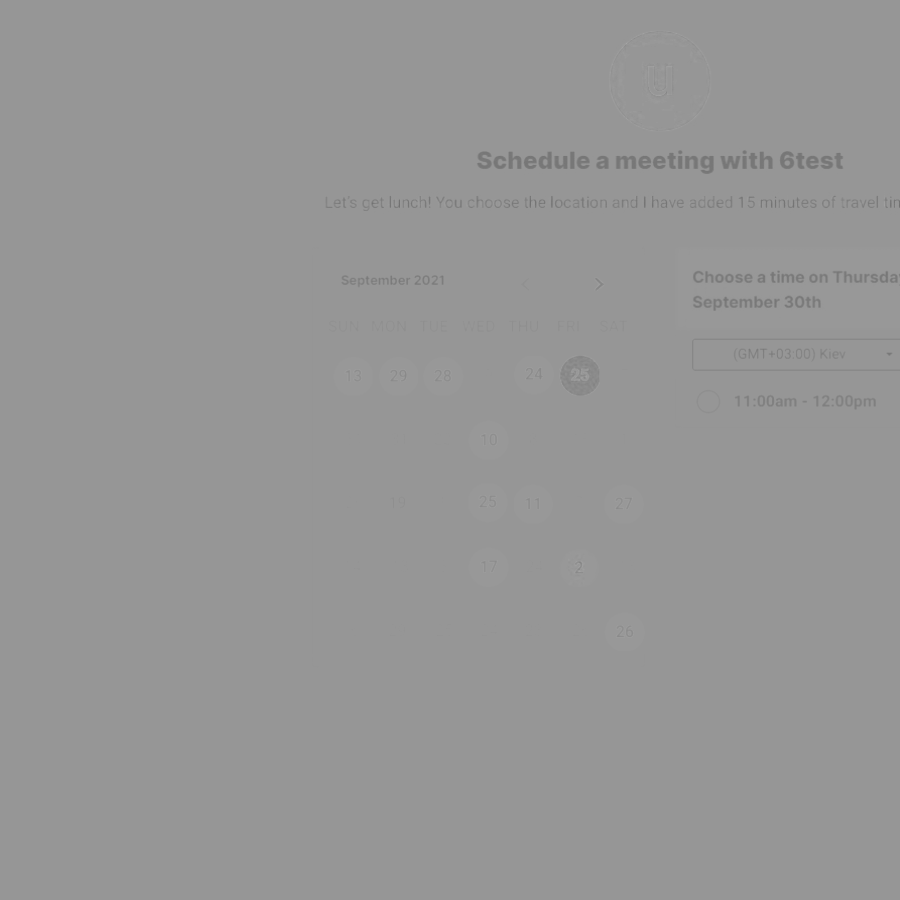 Schedule a meeting with 6test
Let's get lunch! You choose the location and I have added 15 minutes of travel
September 2021
Choose a time on
September 30th
SUN MON TUE WED THU FRI SAT
(GMT+03:00) Kiev
13 29 28 24 25
11:00am - 12:00pm
10
19 25 11 27
17 2
26